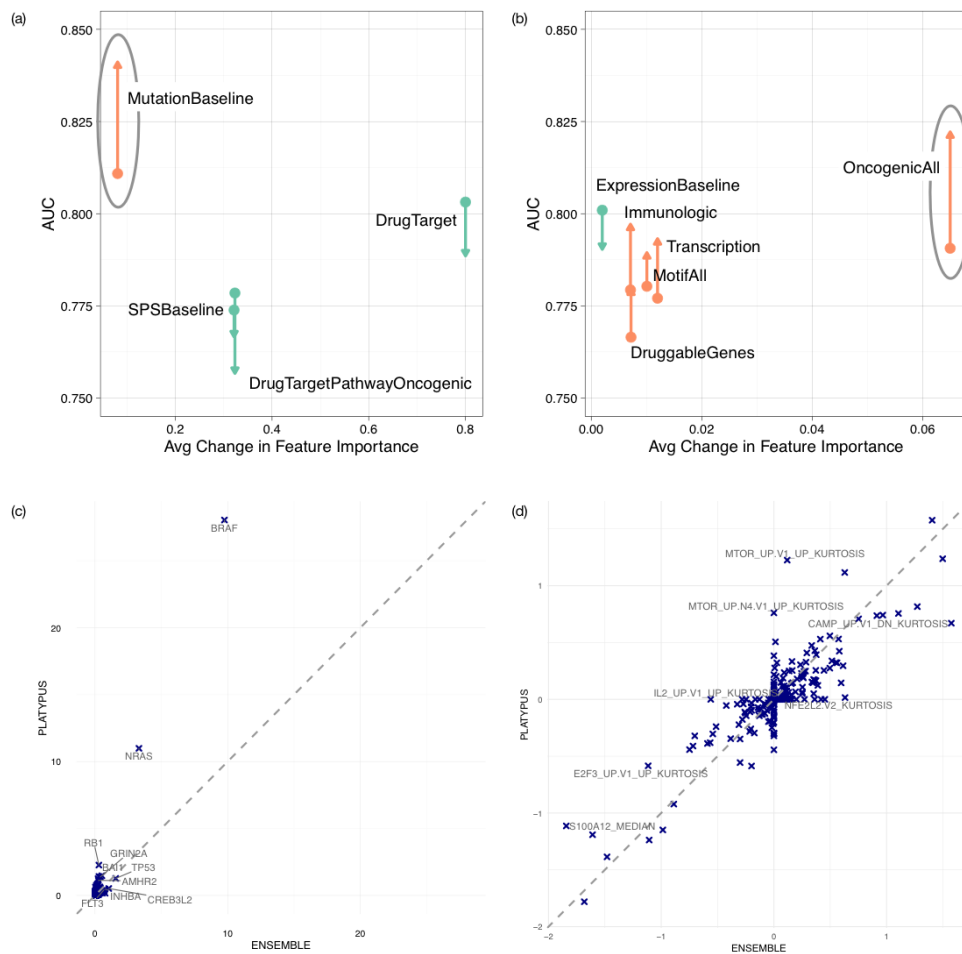 (a)
0.850
0.825
0.800
0.775
0.750
AUC
MutationBaseline
DrugTarget
SPSBaseline
DrugTargetPathwayOncogenic
0.2
0.4
0.6
0.8
Avg Change in Feature Importance
(b)
0.850
0.825
0.800
0.775
0.750
AUC
OncogenicAll
ExpressionBaseline
Immunologic
Transcription
MotifAll
DruggableGenes
0.00
0.02
0.04
0.06
Avg Change in Feature Importance
(c)
BRAF
20
PLATYPUS
NRAS
10
RB1
GRIN2A
BAI1
TP53
AMHR2
INHBA
CREB3L2
FLT3
0
0
10
20
ENSEMBLE
(d)
MTOR_UP.V1_UP_KURTOSIS
1
MTOR_UP.N4.V1_UP_KURTOSIS
CAMP_UP.V1_DN_KURTOSIS
PLATYPUS
IL2_UP.V1_UP_KURTOSIS
0
NFE2L2.V2_KURTOSIS
E2F3_UP.V1_UP_KURTOSIS
-1
S100A12_MEDIAN
-2
-2
-1
0
1
ENSEMBLE